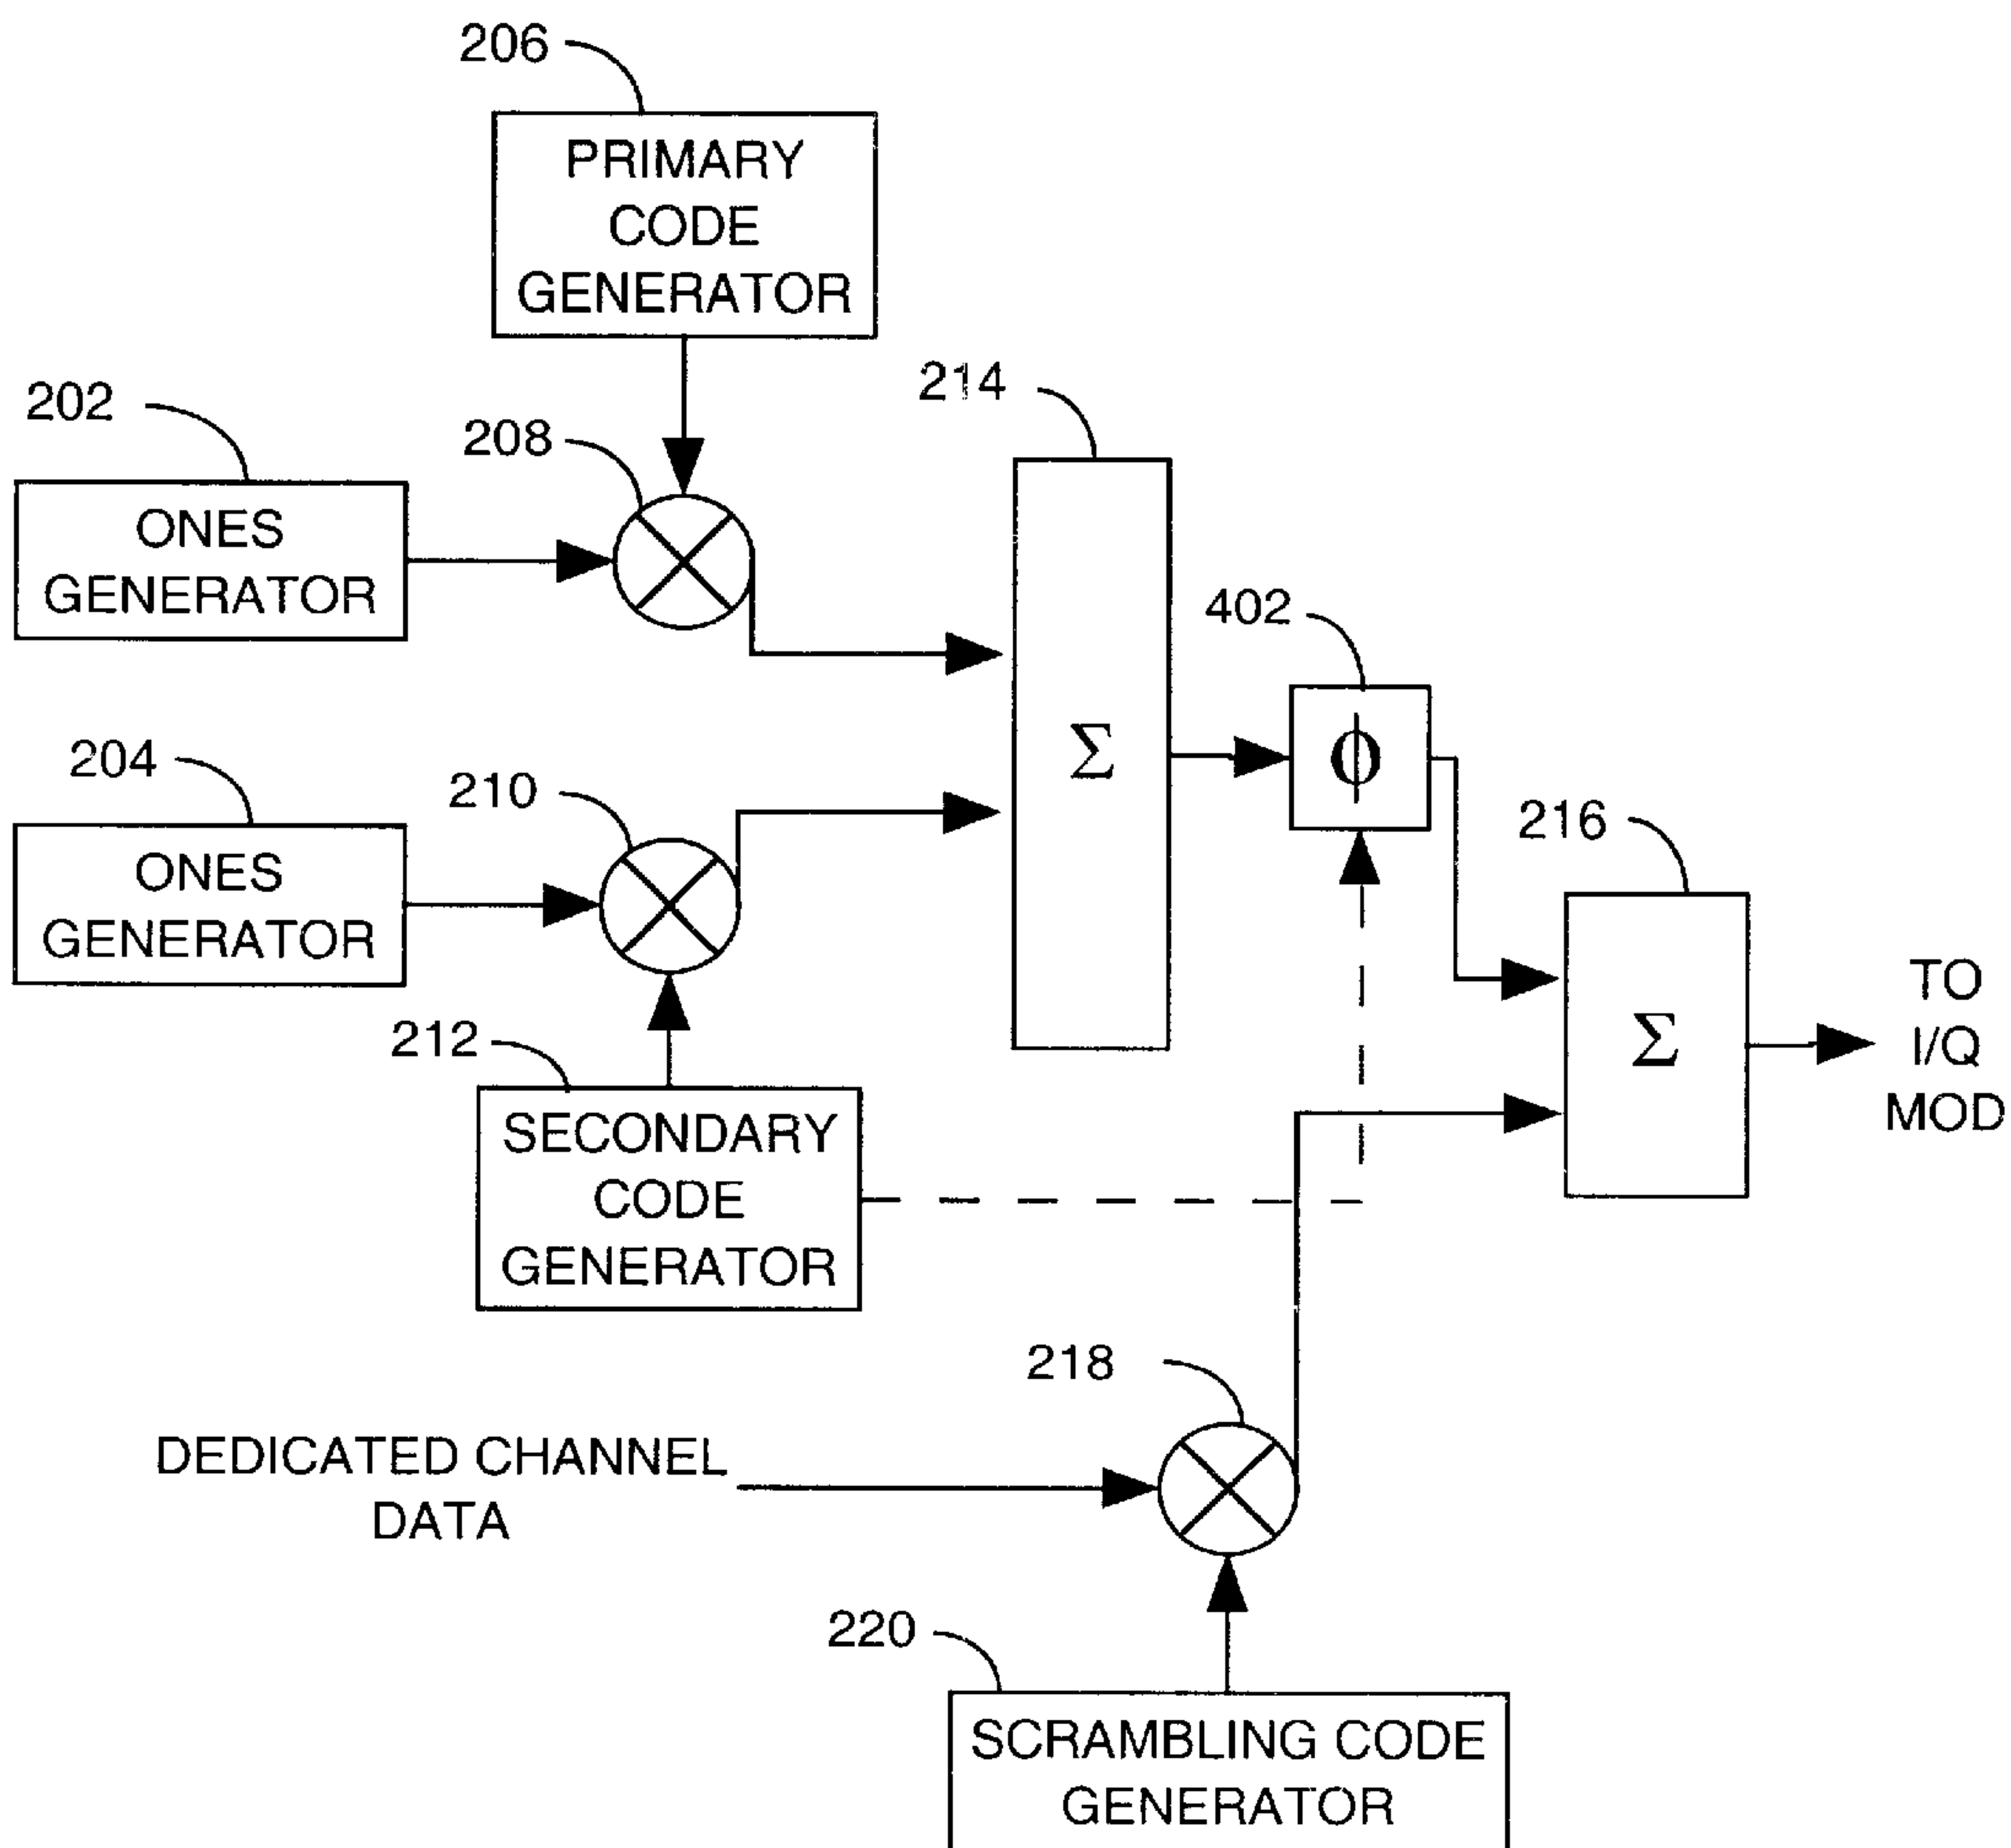 206
PRIMARY
CODE
GENERATOR
214
202
208
ONES
GENERATOR
402
Σ
ϕ
204
210
216
ONES
GENERATOR
TO
I/Q
MOD
Σ
212
SECONDARY
CODE
GENERATOR
218
DEDICATED CHANNEL
DATA
220
SCRAMBLING CODE
GENERATOR